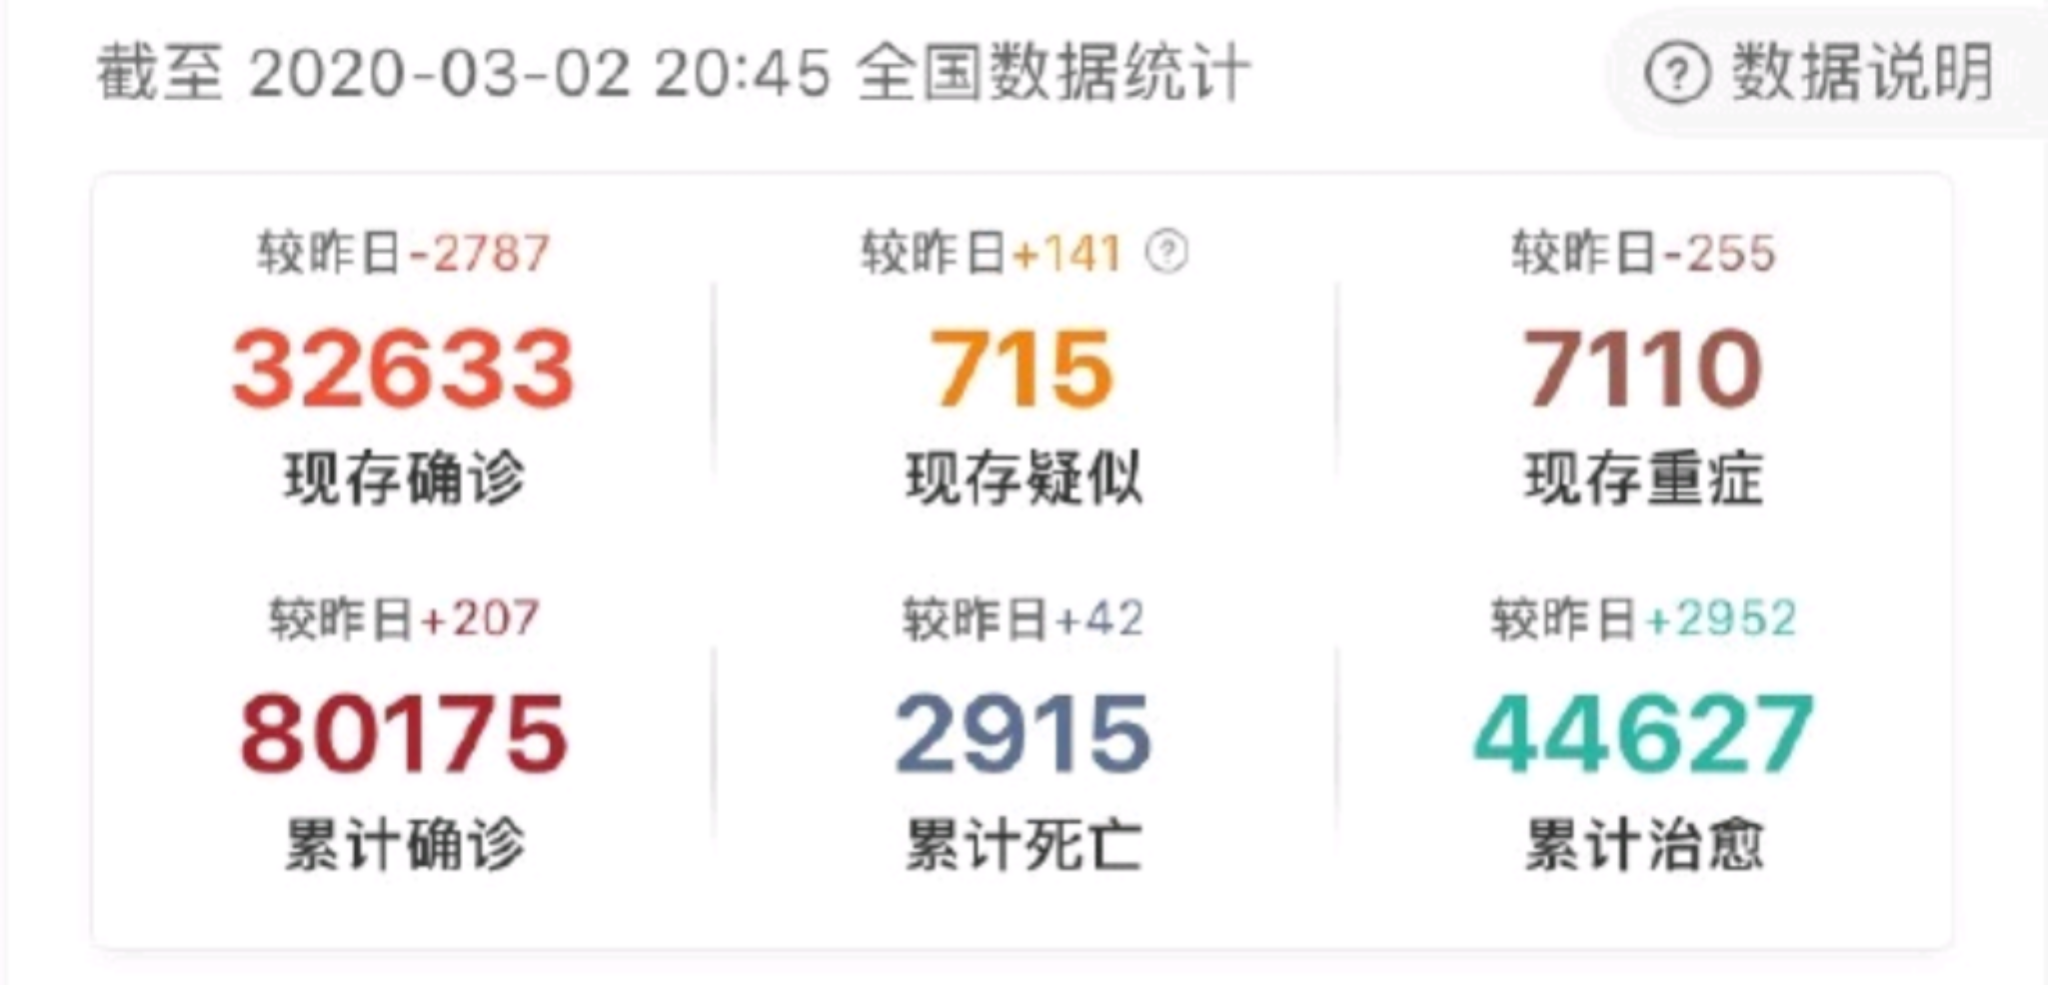 截至 2020-03-02 20:45 全国数据统计
? 数据说明
较昨日-2787
32633
现存确诊
较昨日+141 ?
715
现存疑似
较昨日-255
7110
现存重症
较昨日+207
80175
累计确诊
较昨日+42
2915
累计死亡
较昨日+2952
44627
累计治愈